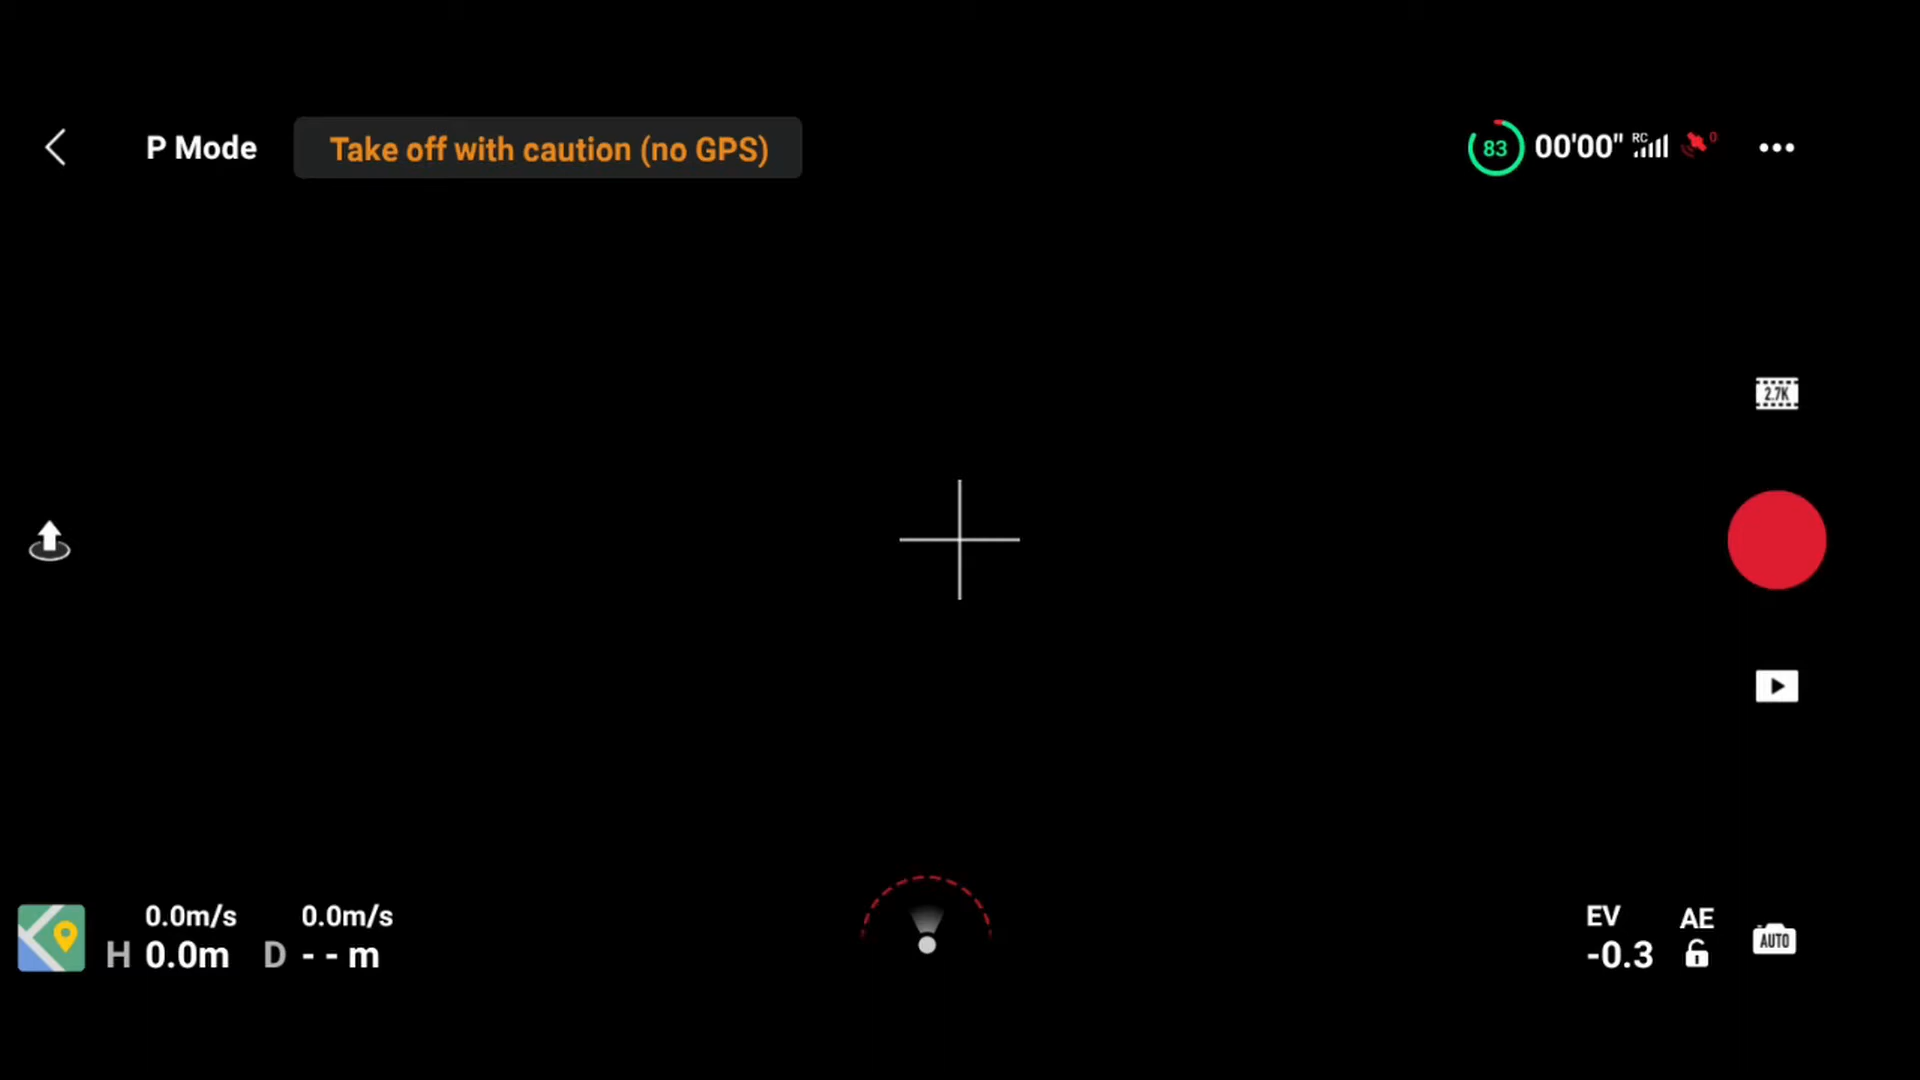 P Mode
Take off with caution (no GPS)
83
00'00"
RC
0
2.7K
0.0m/s 0.0m/s
H 0.0m D - - m
EV AE
-0.3
AUTO